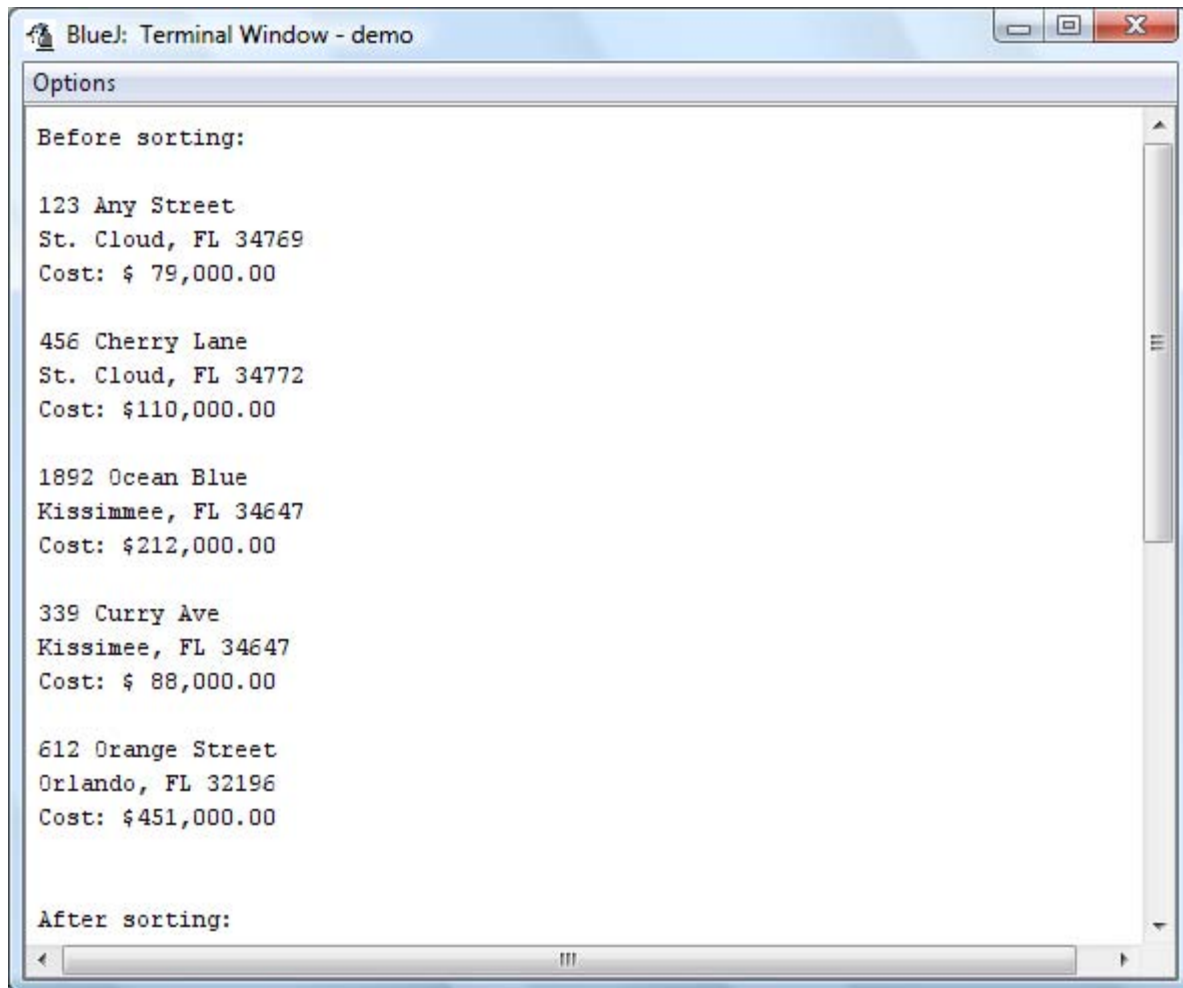 BlueJ: Terminal Window - demo
Options
Before sorting:
123 Any Street
St. Cloud, FL 34769
Cost: $ 79,000.00
456 Cherry Lane
St. Cloud, FL 34772
Cost: $110,000.00
1892 Ocean Blue
Kissimmee, FL 34647
Cost: $212,000.00
339 Curry Ave
Kissimee, FL 34647
Cost: $ 88,000.00
612 Orange Street
Orlando, FL 32196
Cost: $451,000.00
After sorting: